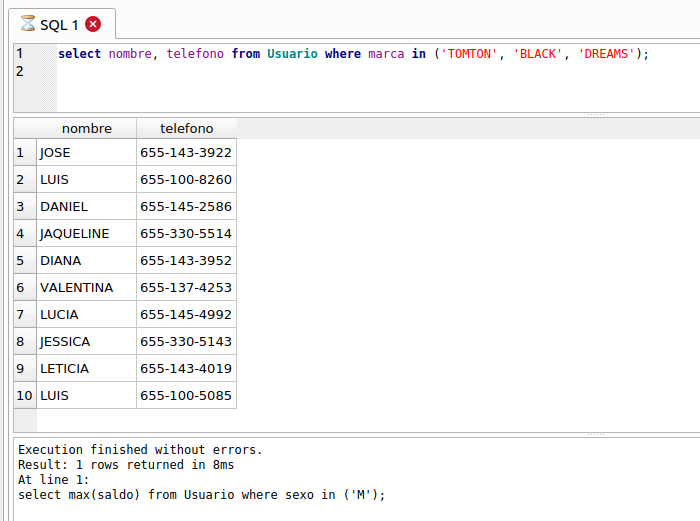 SQL 1
1 select nombre, telefono from Usuario where marca in ('TOMTON', 'BLACK', 'DREAMS');
2
nombre telefono
1 JOSE 655-143-3922
2 LUIS 655-100-8260
3 DANIEL 655-145-2586
4 JAQUELINE 655-330-5514
5 DIANA 655-143-3952
6 VALENTINA 655-137-4253
7 LUCIA 655-145-4992
8 JESSICA 655-330-5143
9 LETICIA 655-143-4019
10 LUIS 655-100-5085
Execution finished without errors.
Result: 1 rows returned in 8ms
At line 1:
select max(saldo) from Usuario where sexo in ('M');